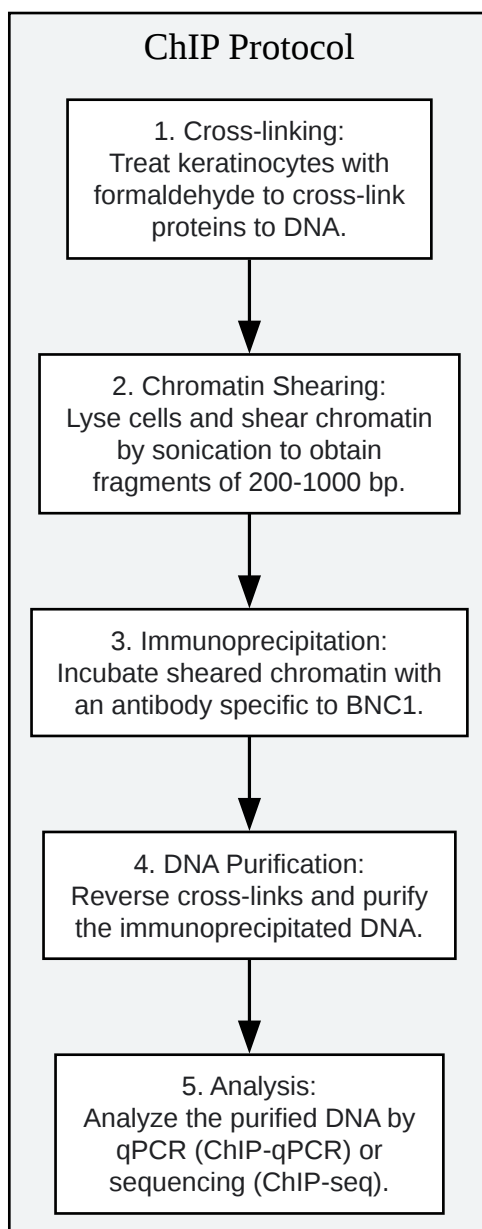 ChIP Protocol
1. Cross-linking:
Treat keratinocytes with
formaldehyde to cross-link
proteins to DNA.
2. Chromatin Shearing:
Lyse cells and shear chromatin
by sonication to obtain
fragments of 200-1000 bp.
3. Immunoprecipitation:
Incubate sheared chromatin with
an antibody specific to BNC1.
4. DNA Purification:
Reverse cross-links and purify
the immunoprecipitated DNA.
5. Analysis:
Analyze the purified DNA by
qPCR (ChIP-qPCR) or
sequencing (ChIP-seq).